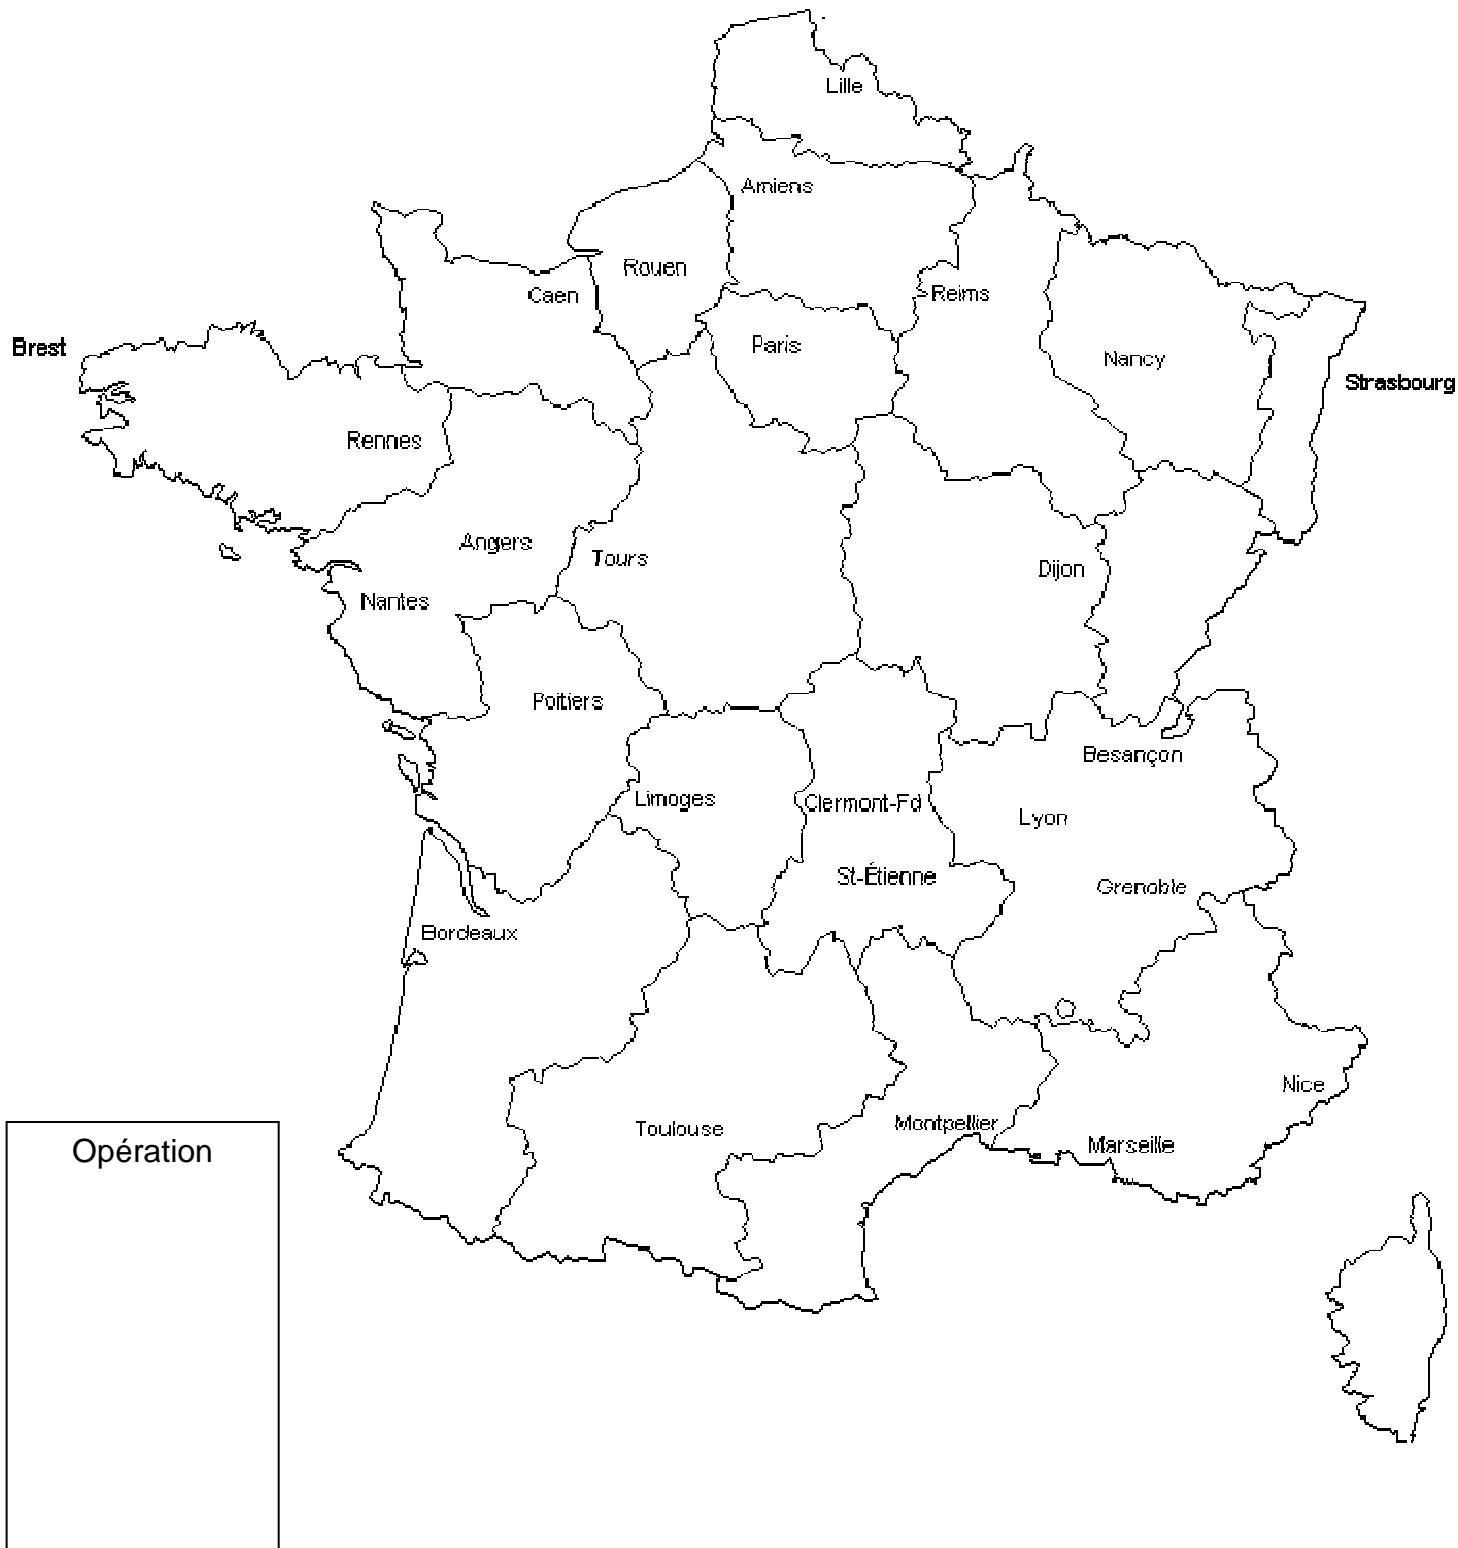 Lille
Amiens
Rouen
Caen
Reims
Paris
Brest
Nancy
Strasbourg
Rennes
Angers
Tours
Dijon
Nantes
Poitiers
Besançon
Limoges
Clermont-Fd
Lyon
St-Étienne
Grenoble
Bordeaux
Nice
Montpellier
Toulouse
Marseille
Opération